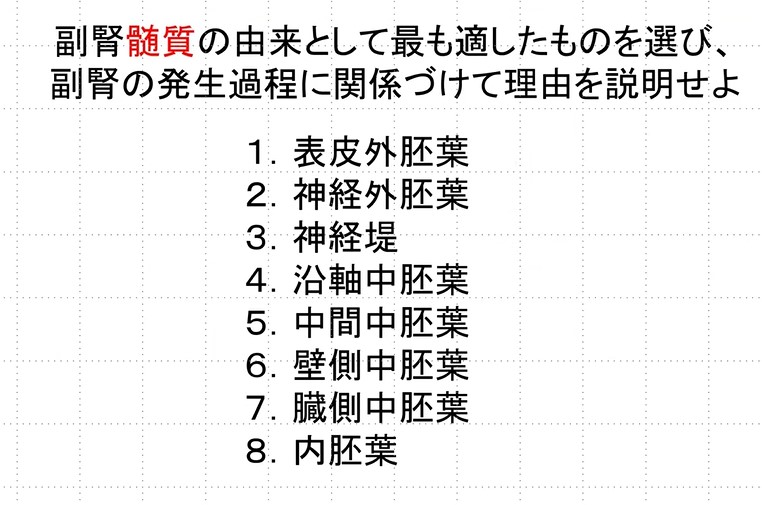 副腎髄質の由来として最も適したものを選び、
副腎の発生過程に関係づけて理由を説明せよ
1. 表皮外胚葉
2. 神経外胚葉
3. 神経堤
4. 沿軸中胚葉
5. 中間中胚葉
6. 壁側中胚葉
7. 臓側中胚葉
8. 内胚葉